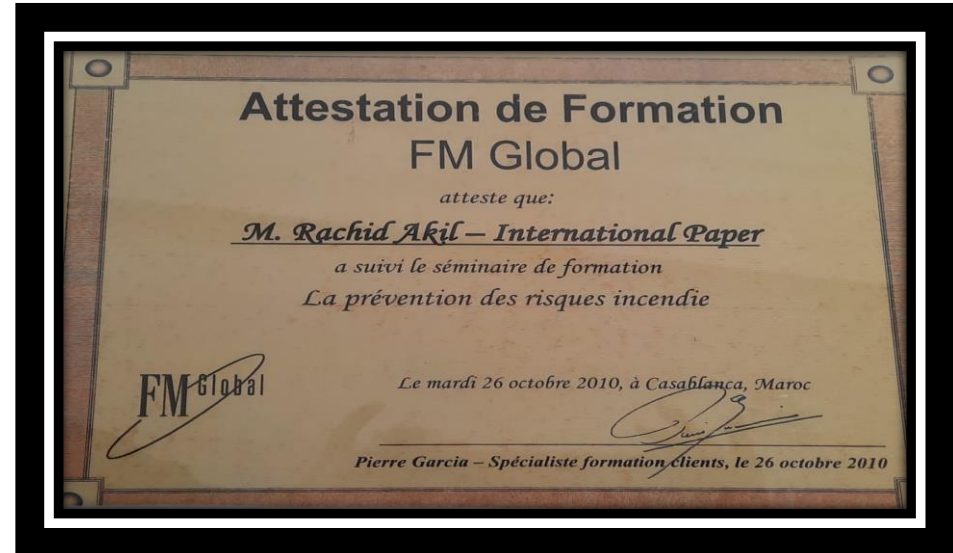 Attestation de Formation
FM Global
atteste que:
M. Rachid Akil – International Paper
a suivi le séminaire de formation
La prévention des risques incendie
FM Global
Le mardi 26 octobre 2010, à Casablanca, Maroc
Pierre Garcia – Spécialiste formation clients, le 26 octobre 2010